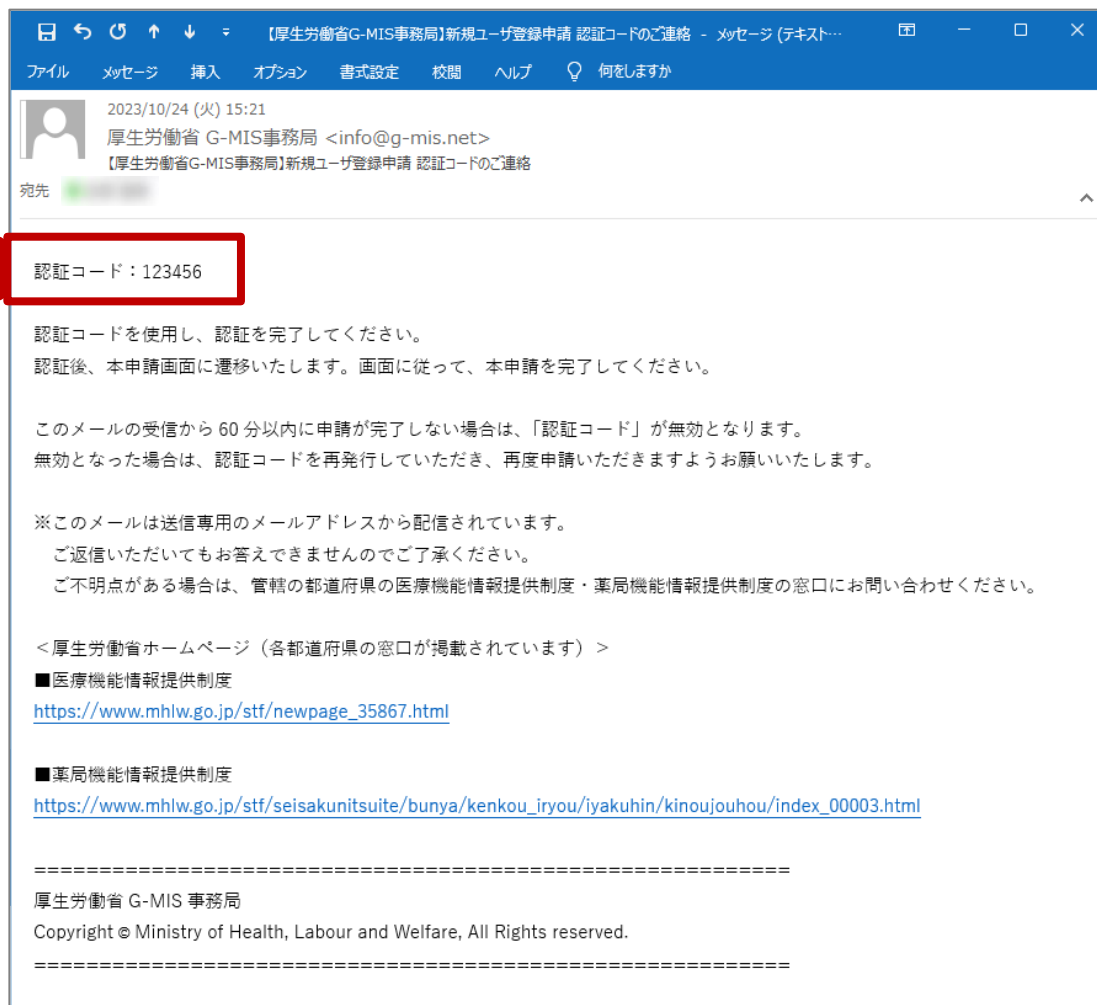 【厚生労働省G-MIS事務局】新規ユーザ登録申請 認証コードのご連絡 - メッセージ (テキスト…
ファイル メッセージ 挿入 オプション 書式設定 校閲 ヘルプ 何をしますか
2023/10/24 (火) 15:21
厚生労働省 G-MIS事務局 <info@g-mis.net>
【厚生労働省G-MIS事務局】新規ユーザ登録申請 認証コードのご連絡
宛先
認証コード：123456
認証コードを使用し、認証を完了してください。
認証後、本申請画面に遷移いたします。画面に従って、本申請を完了してください。
このメールの受信から 60 分以内に申請が完了しない場合は、「認証コード」が無効となります。
無効となった場合は、認証コードを再発行していただき、再度申請いただきますようお願いいたします。
※このメールは送信専用のメールアドレスから配信されています。
ご返信いただいてもお答えできませんのでご了承ください。
ご不明点がある場合は、管轄の都道府県の医療機能情報提供制度・薬局機能情報提供制度の窓口にお問い合わせください。
＜厚生労働省ホームページ（各都道府県の窓口が掲載されています）＞
■医療機能情報提供制度
https://www.mhlw.go.jp/stf/newpage_35867.html
■薬局機能情報提供制度
https://www.mhlw.go.jp/stf/seisakunitsuite/bunya/kenkou_iryou/iyakuhin/kinoujouhou/index_00003.html
==========================================================
厚生労働省 G-MIS 事務局
Copyright © Ministry of Health, Labour and Welfare, All Rights reserved.
==========================================================